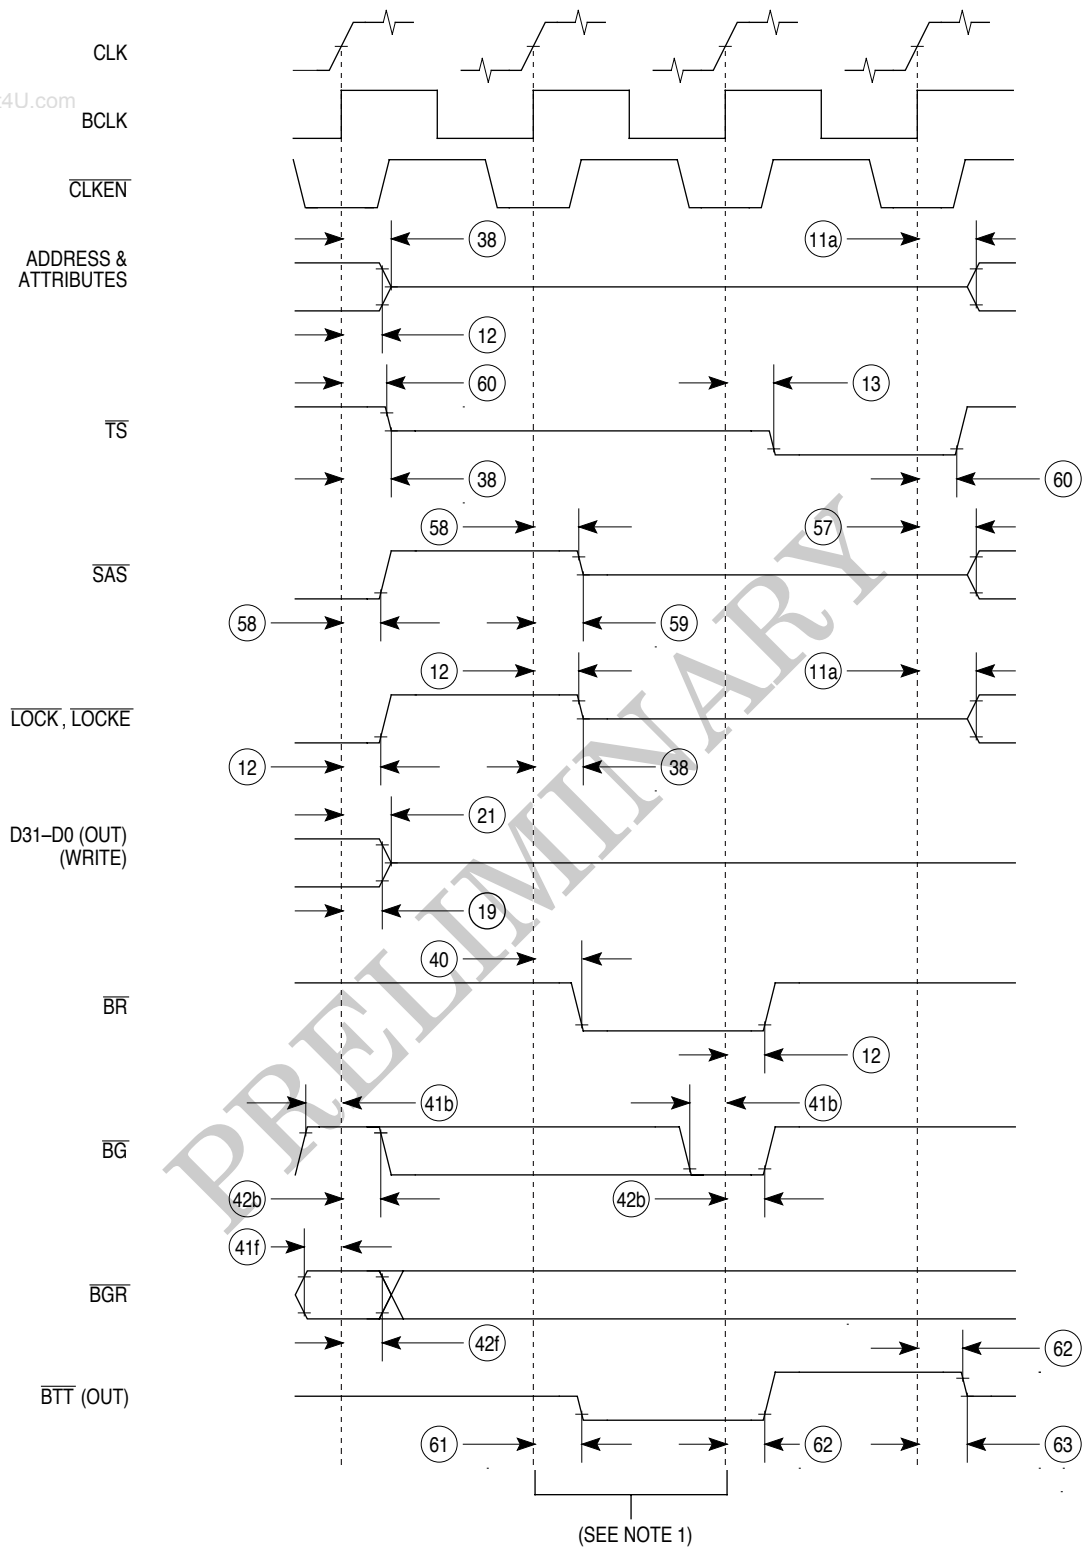 CLK
4U.com
BCLK
CLKEN
38
11a
ADDRESS &
ATTRIBUTES
12
60
13
TS
38
60
58
57
SAS
58
59
12
11a
LOCK, LOCKE
12
38
21
D31–D0 (OUT)
(WRITE)
19
40
BR
12
41b
41b
BG
42b
42b
41f
BGR
42f
62
BTT (OUT)
61
62
63
(SEE NOTE 1)
PRELIMINARY